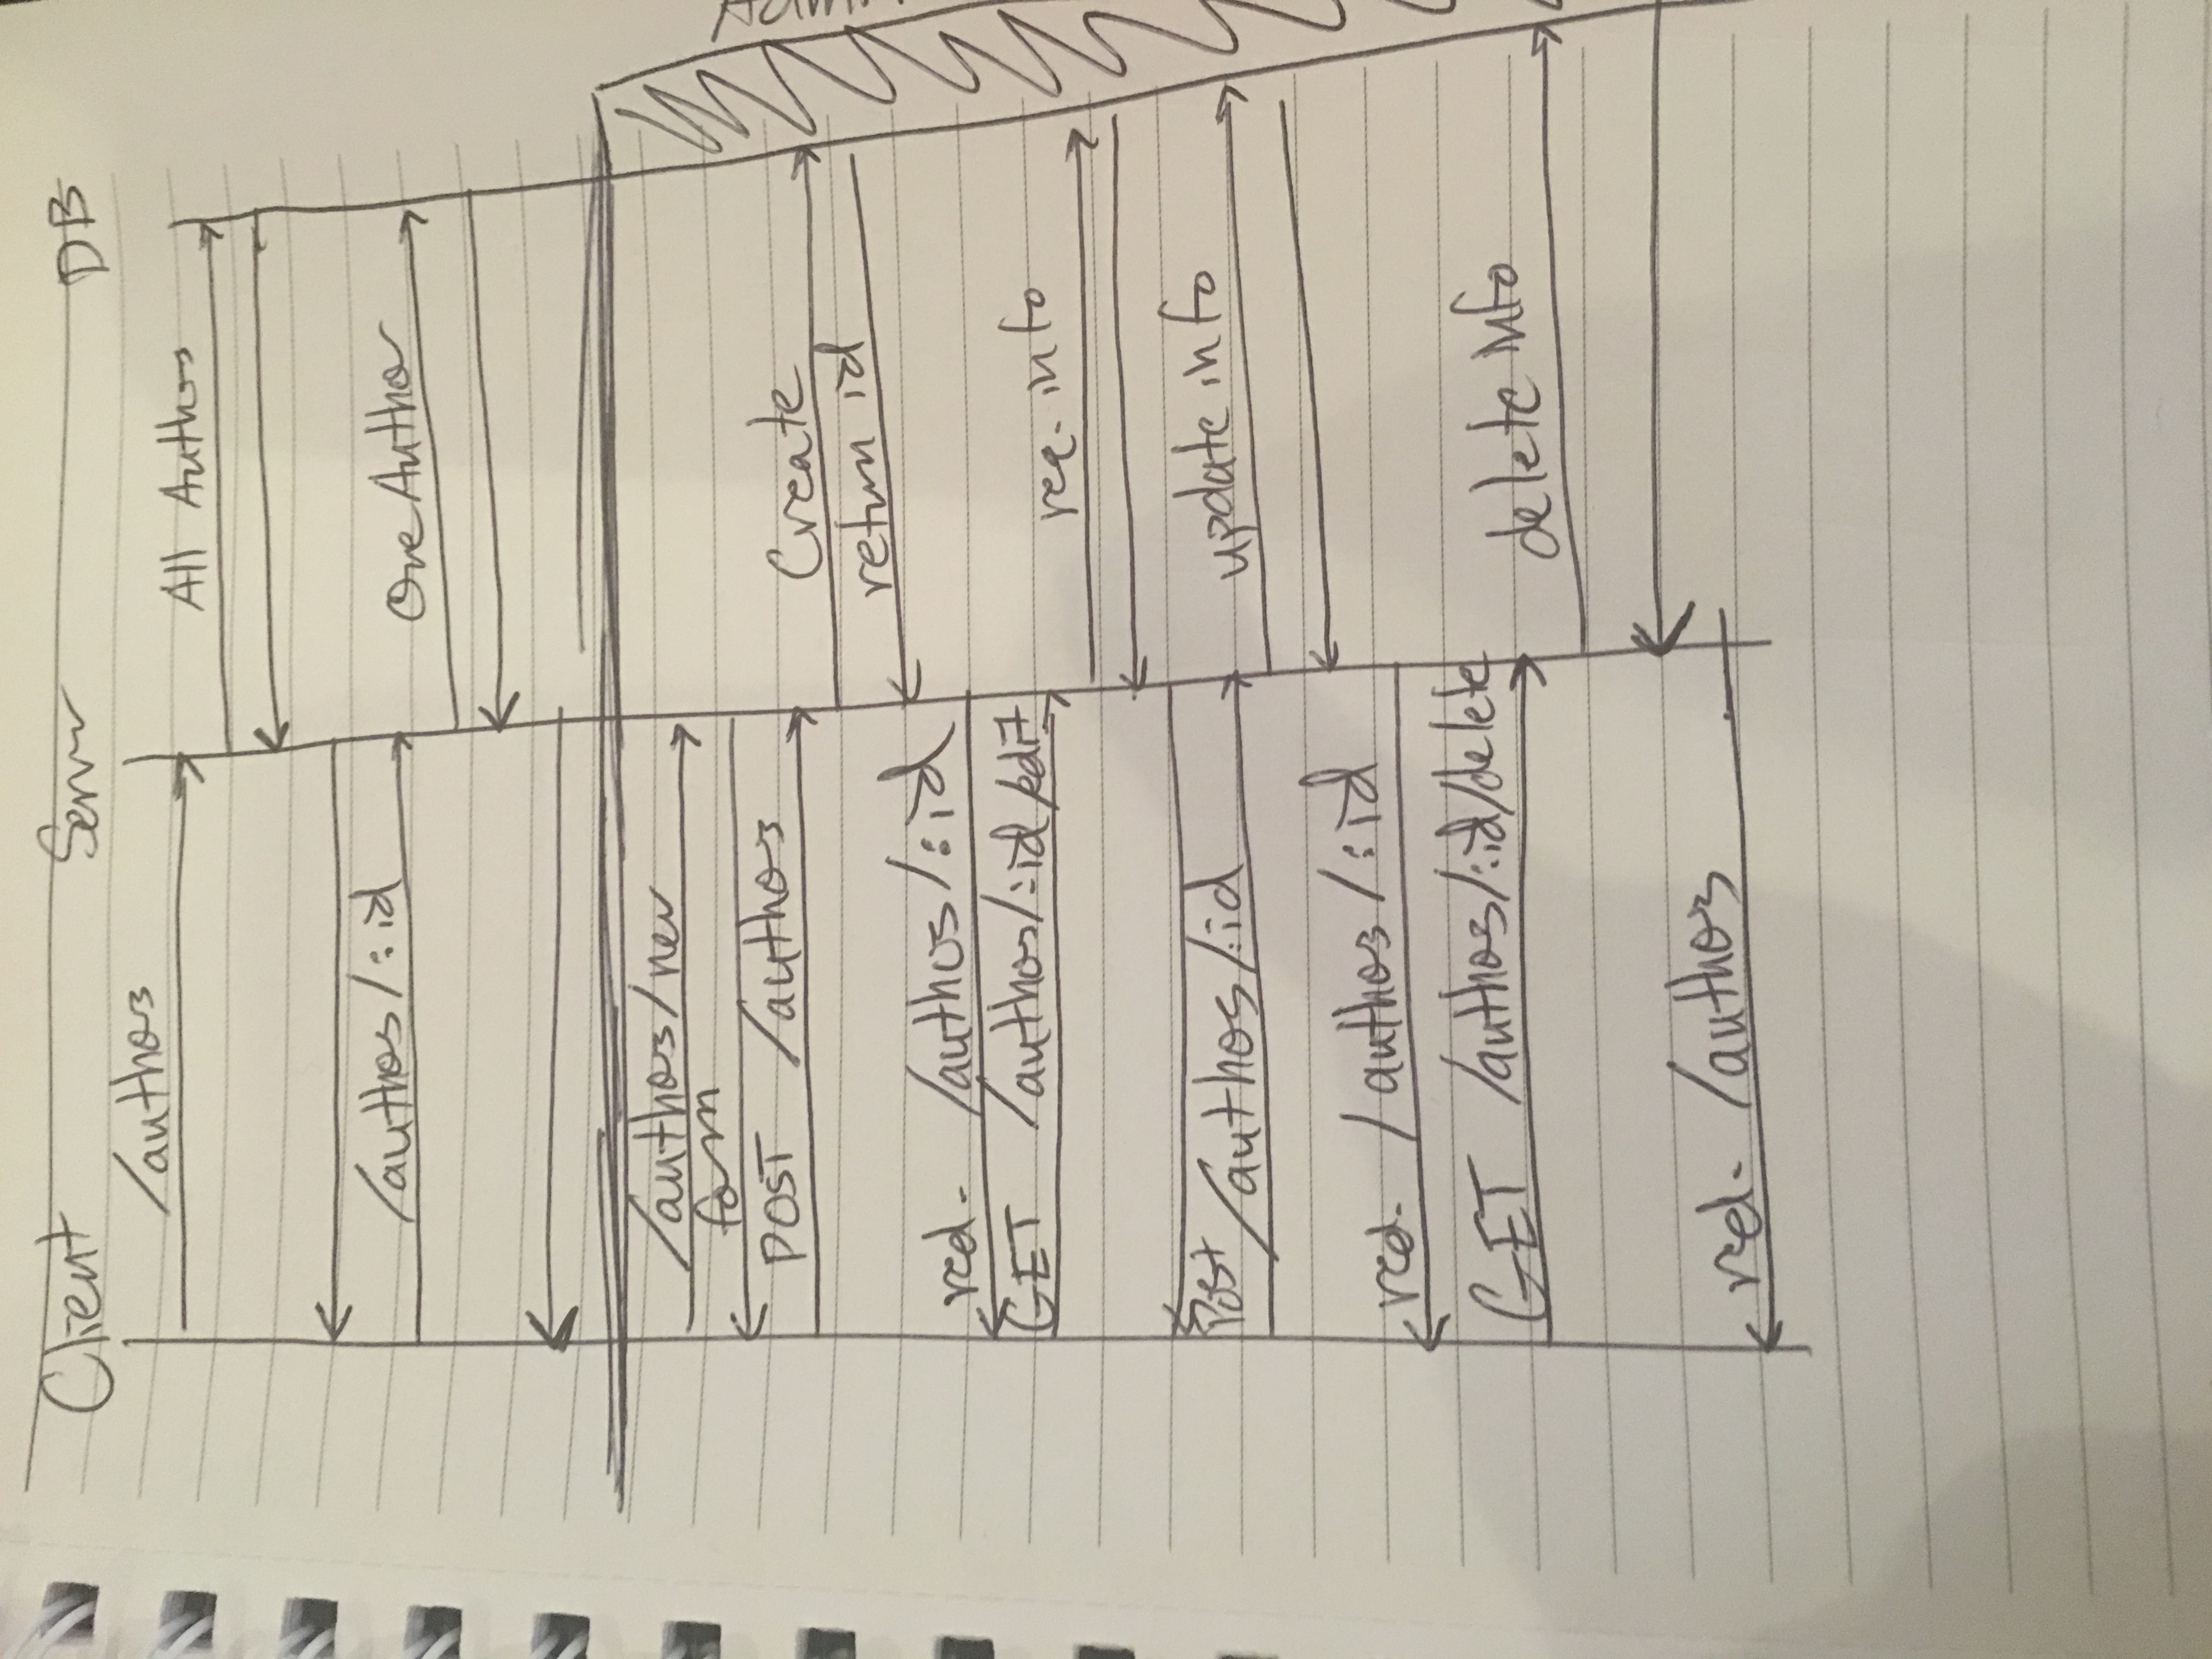 Client Server DB
/authors
All Authors
/authors/:id
One Author
/authors/new
form
POST /authors
Create
return id
red. /authors/:id
GET /authors/:id/edit
req. info
Post /authors/:id
update info
red. /authors/:id
GET /authors/:id/delete
delete info
red. /authors